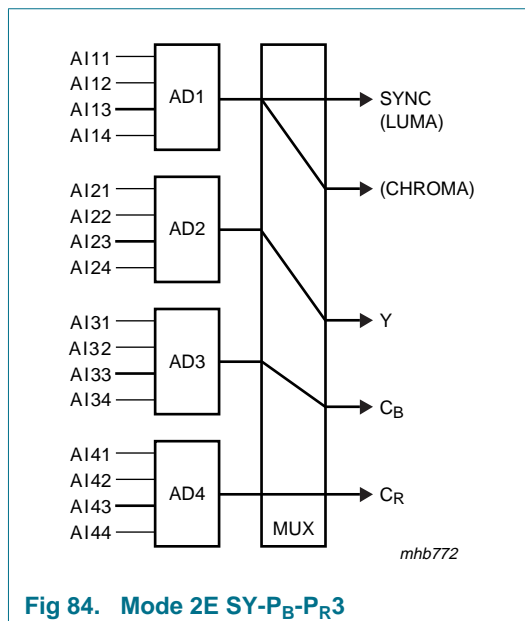 AI11
AI12
AI13
AI14
AD1
SYNC
(LUMA)
(CHROMA)
AI21
AI22
AI23
AI24
AD2
Y
AI31
AI32
AI33
AI34
AD3
CB
AI41
AI42
AI43
AI44
AD4
CR
MUX
mhb772
Fig 84. Mode 2E SY-PB-PR3